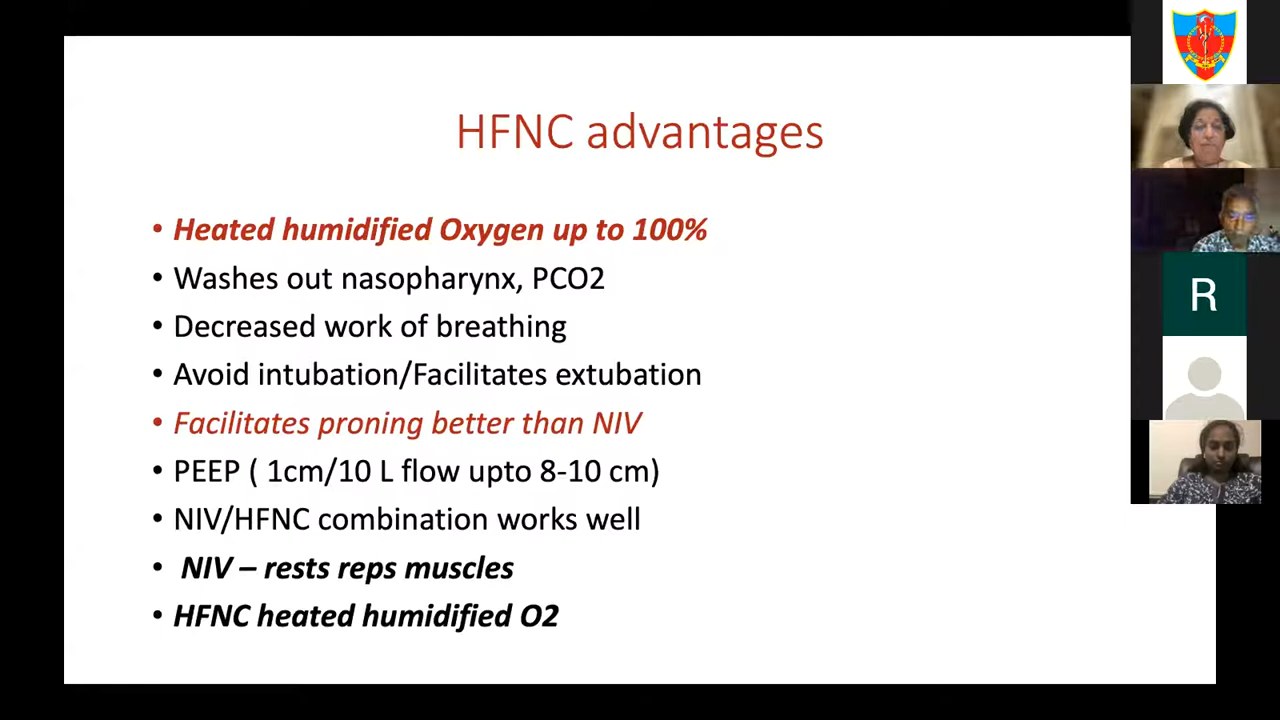 HFNC advantages
• Heated humidified Oxygen up to 100%
• Washes out nasopharynx, PCO2
• Decreased work of breathing
• Avoid intubation/Facilitates extubation
• Facilitates proning better than NIV
• PEEP ( 1cm/10 L flow upto 8-10 cm)
• NIV/HFNC combination works well
• NIV – rests reps muscles
• HFNC heated humidified O2
R